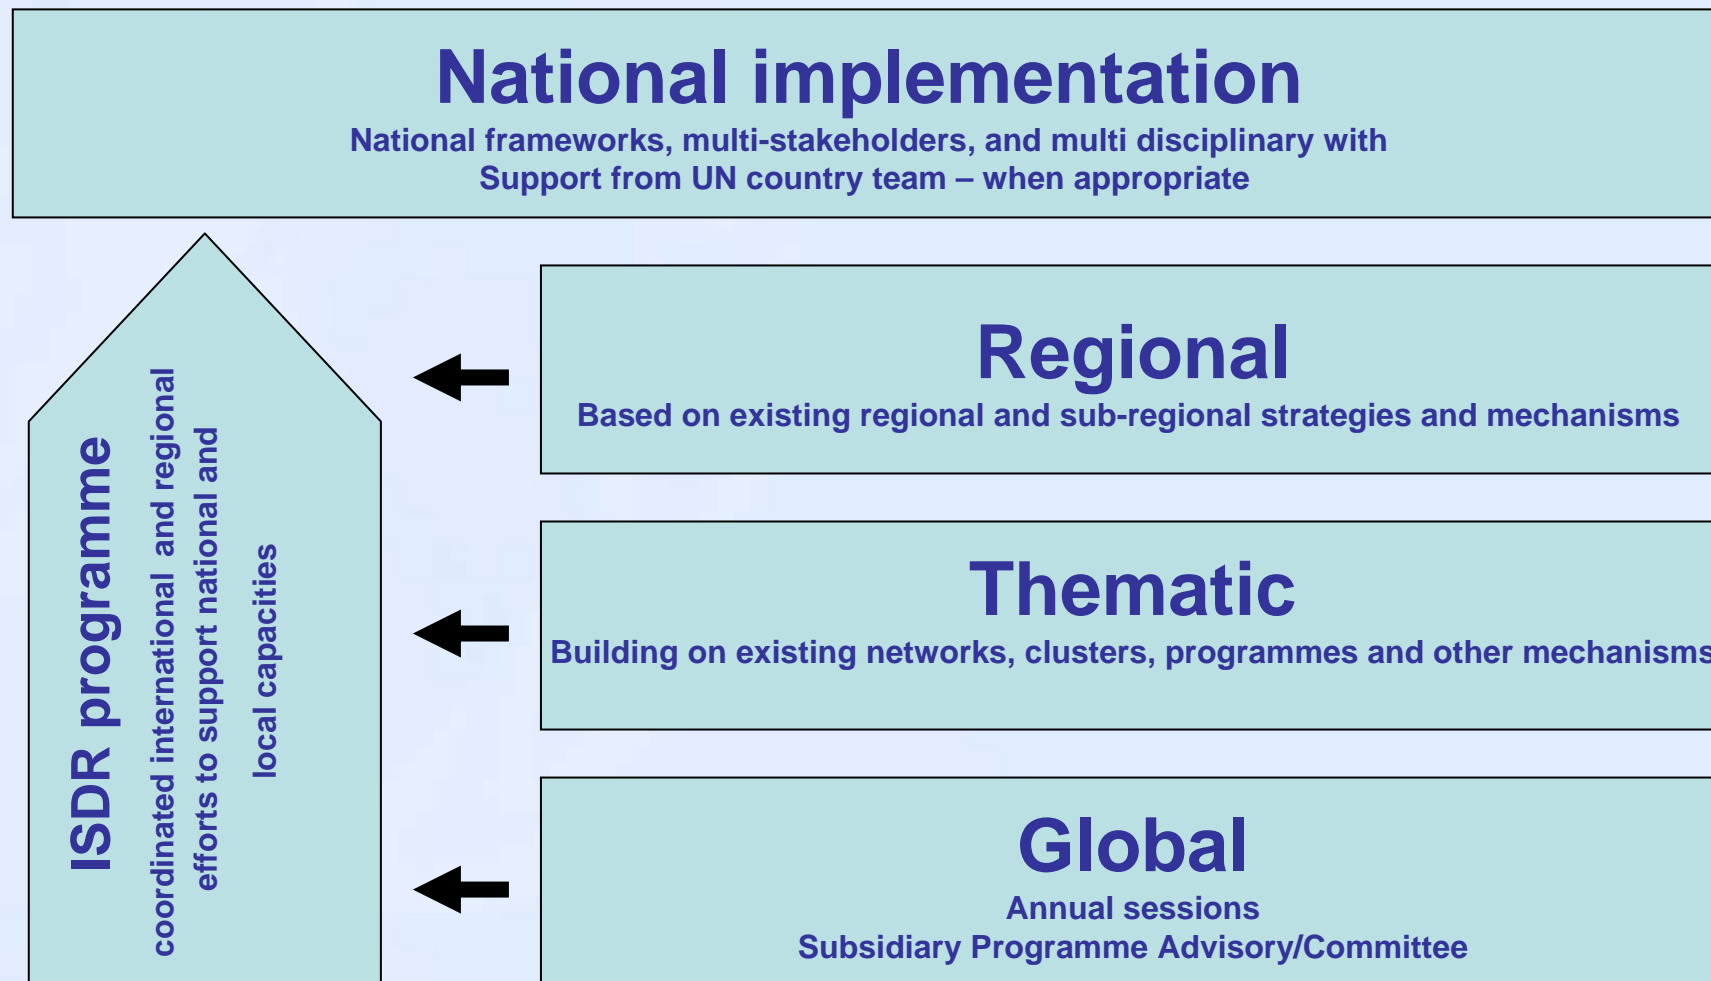 National implementation
National frameworks, multi-stakeholders, and multi disciplinary with
Support from UN country team – when appropriate
ISDR programme
coordinated international and regional
efforts to support national and
local capacities
Regional
Based on existing regional and sub-regional strategies and mechanisms
Thematic
Building on existing networks, clusters, programmes and other mechanisms
Global
Annual sessions
Subsidiary Programme Advisory/Committee